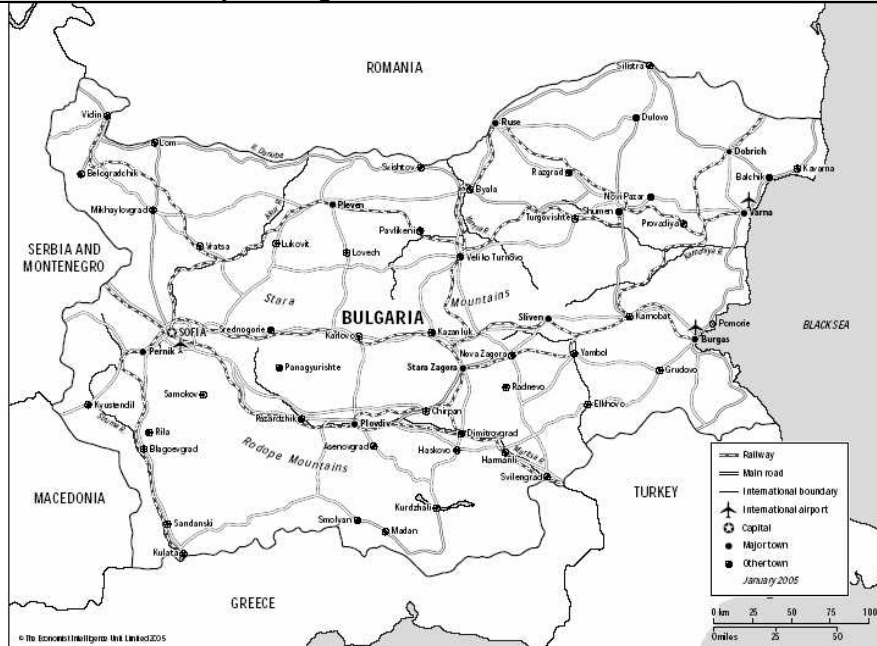 ROMANIA
Silistra
Vidin
Lom
R. Danube
Ruse
Dulovo
Dobrich
Belogradchik
Svishtov
Byala
Razgrad
Balchik
Kavarna
Mikhaylovgrad
Pleven
Novi Pazar
Shumen
Turgovishte
Provadiya
Varna
Pavlikeni
SERBIA AND
MONTENEGRO
Vratsa
Lukovit
Lovech
Veliko Turnovo
Stara
Mountains
BULGARIA
SOFIA
Srednogorie
Karlovo
Kazanluk
Sliven
Karnobat
Pomorie
Burgas
BLACK SEA
Pernik
Nova Zagora
Yambol
Panagyurishte
Stara Zagora
Grudovo
Samokov
Radnevo
Kyustendil
Pazardzhik
Plovdiv
Chirpan
Elkhovo
Rila
Blagoevgrad
Rodope Mountains
Asenovgrad
Dimitrovgrad
Haskovo
Harmanli
Maritsa R.
Svilengrad
MACEDONIA
TURKEY
Kurdzhali
Sandanski
Smolyan
Madan
Kulata
GREECE
Railway
Main road
International boundary
International airport
Capital
Major town
Other town
January 2005
0 km 25 50 75 100
0 miles 25 50
© The Economist Intelligence Unit Limited 2005